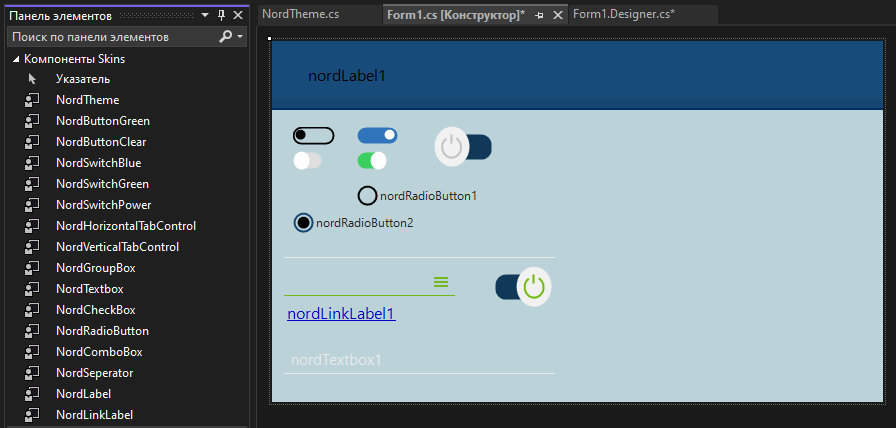 Панель элементов
Поиск по панели элементов
Компоненты Skins
Указатель
NordTheme
NordButtonGreen
NordButtonClear
NordSwitchBlue
NordSwitchGreen
NordSwitchPower
NordHorizontalTabControl
NordVerticalTabControl
NordGroupBox
NordTextbox
NordCheckBox
NordRadioButton
NordComboBox
NordSeperator
NordLabel
NordLinkLabel
NordTheme.cs
Form1.cs [Конструктор]*
Form1.Designer.cs*
nordLabel1
nordRadioButton1
nordRadioButton2
nordLinkLabel1
nordTextbox1